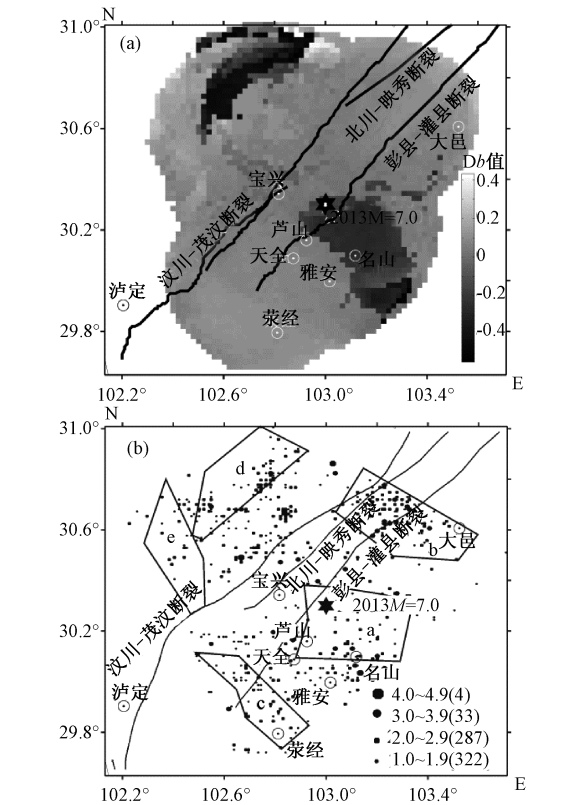 N
31.0°
(a)
北川-映秀断裂
彭县-灌县断裂
30.6°
大邑
Db值
宝兴
0.4
汶川-茂汶断裂
2013M=7.0
0.2
30.2°
芦山
天全
名山
0
雅安
泸定
-0.2
荥经
29.8°
-0.4
102.2°
102.6°
103.0°
103.4°
E
N
31.0°
(b)
d
30.6°
e
b
大邑
北川-映秀断裂
彭县-灌县断裂
宝兴
汶川-茂汶断裂
2013M=7.0
30.2°
芦山
a
天全
名山
泸定
雅安
c
4.0~4.9(4)
3.0~3.9(33)
29.8°
荥经
2.0~2.9(287)
1.0~1.9(322)
102.2°
102.6°
103.0°
103.4°
E